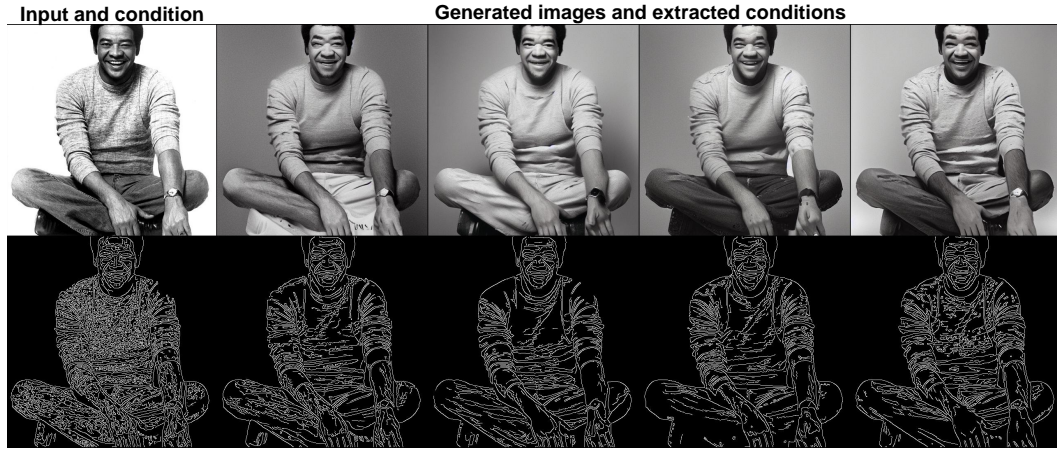 Input and condition
Generated images and extracted conditions